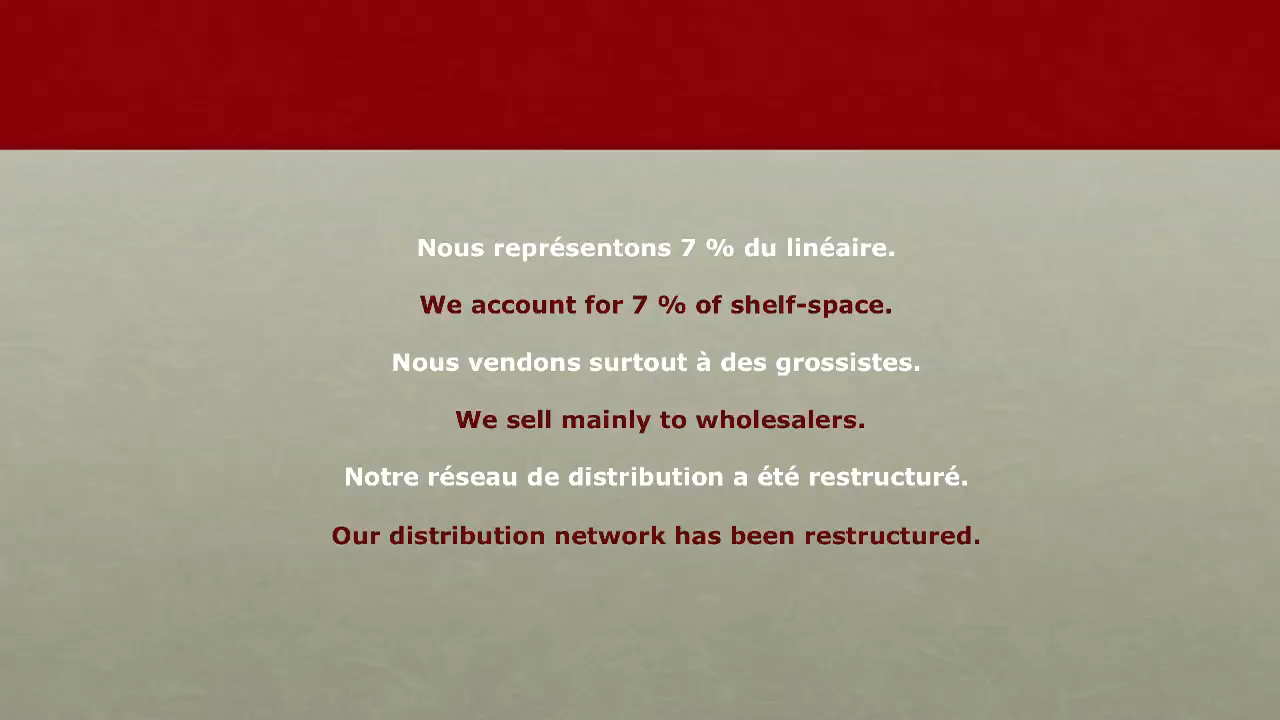 Nous représentons 7 % du linéaire.
We account for 7 % of shelf-space.
Nous vendons surtout à des grossistes.
We sell mainly to wholesalers.
Notre réseau de distribution a été restructuré.
Our distribution network has been restructured.